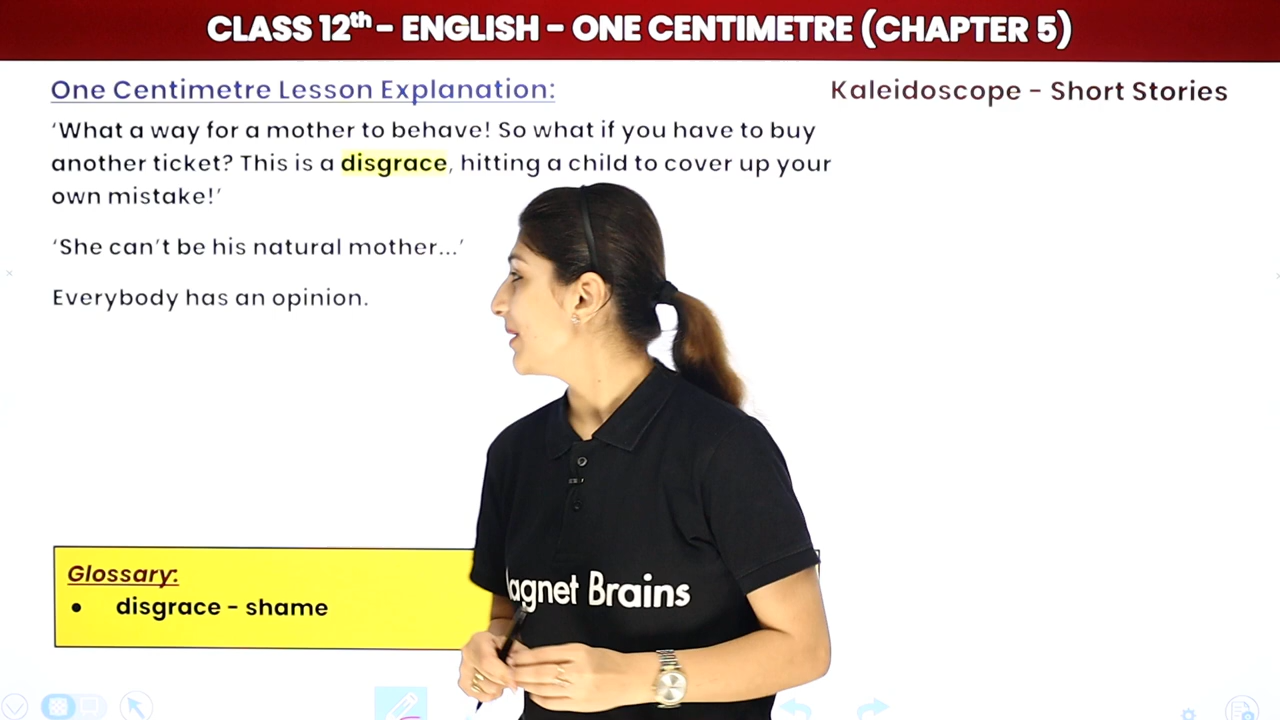 CLASS 12th - ENGLISH - ONE CENTIMETRE (CHAPTER 5)
One Centimetre Lesson Explanation:
Kaleidoscope - Short Stories
‘What a way for a mother to behave! So what if you have to buy
another ticket? This is a disgrace, hitting a child to cover up your
own mistake!’
‘She can’t be his natural mother...’
Everybody has an opinion.
Glossary:
• disgrace - shame
agnet Brains